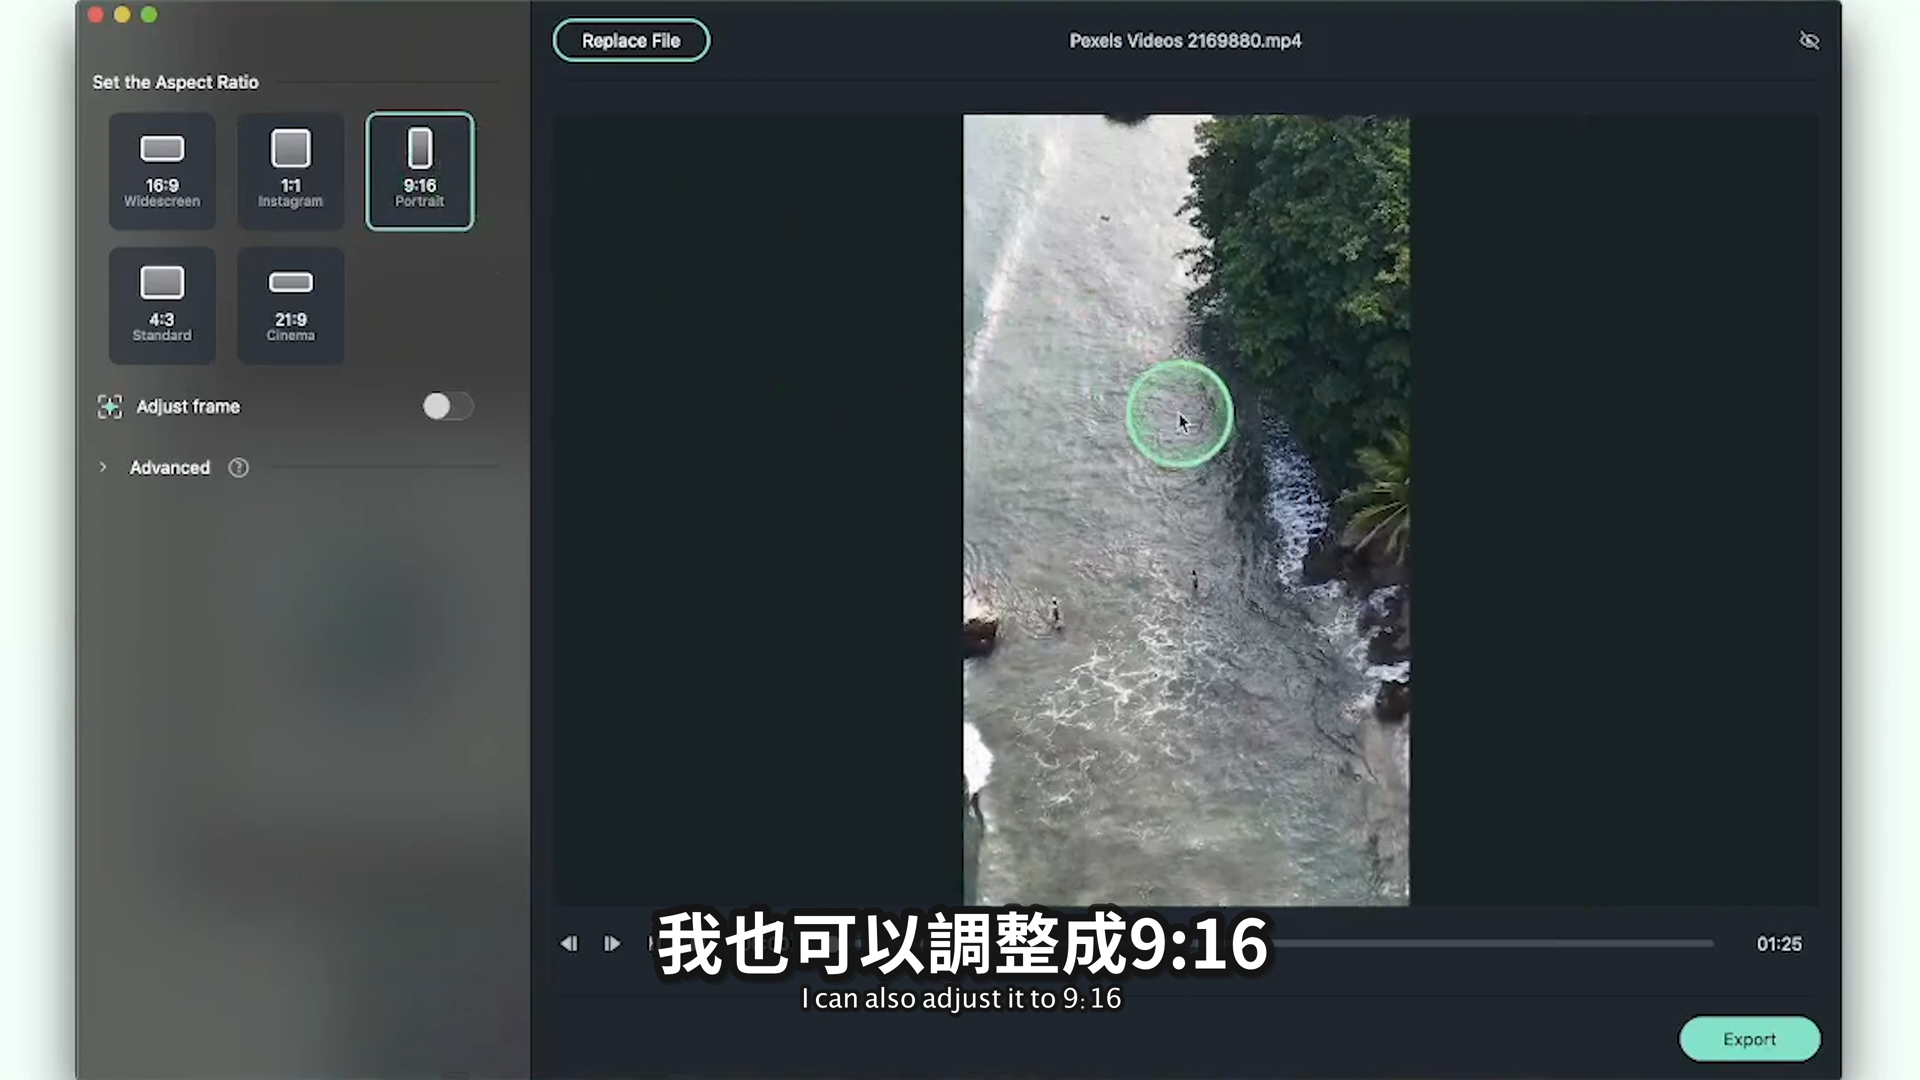 Replace File
Pexels Videos 2169880.mp4
Set the Aspect Ratio
16:9
Widescreen
1:1
Instagram
9:16
Portrait
4:3
Standard
21:9
Cinema
Adjust frame
Advanced ?
我也可以調整成9:16
01:25
I can also adjust it to 9:16
Export